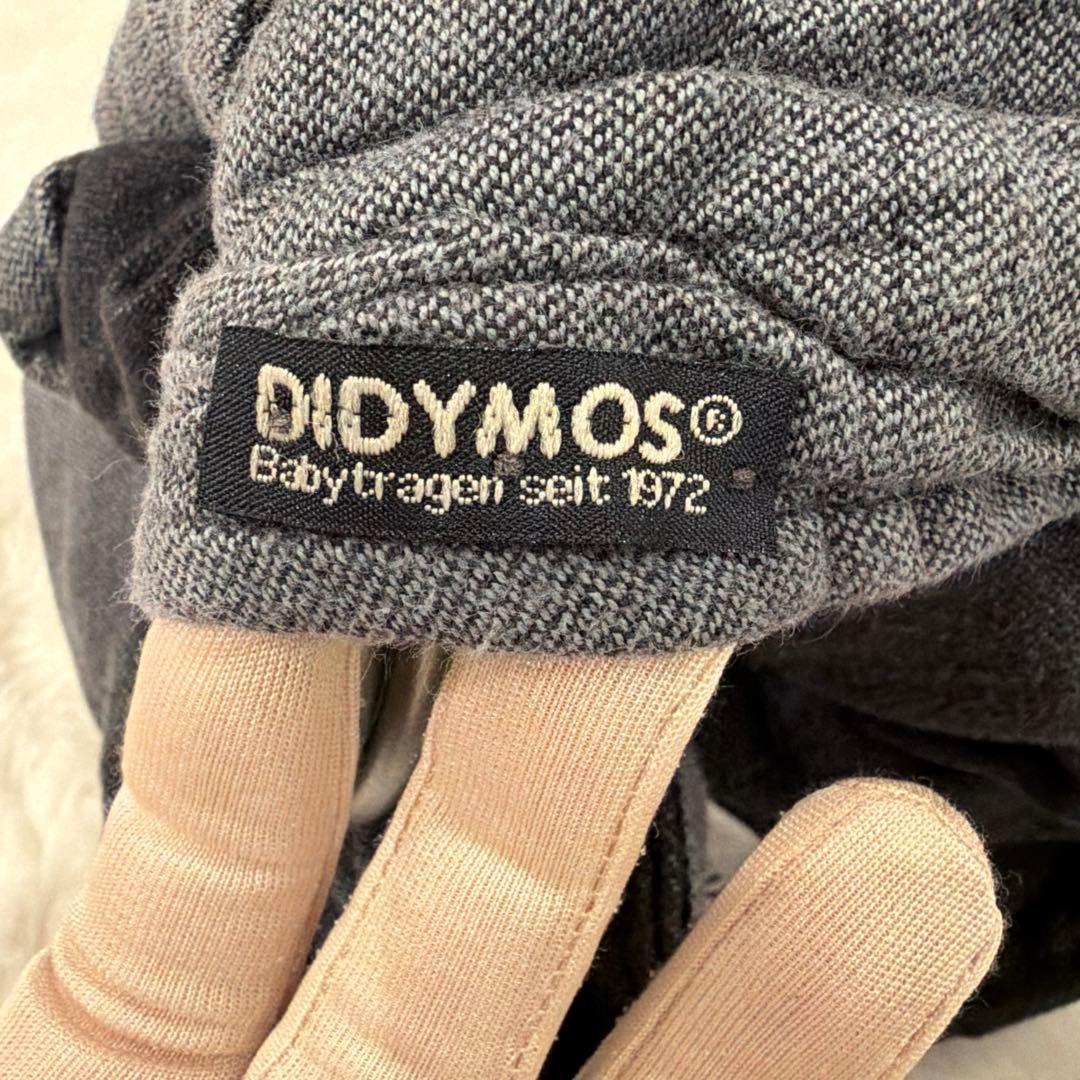 DIDYMOS®
Babytragen seit 1972